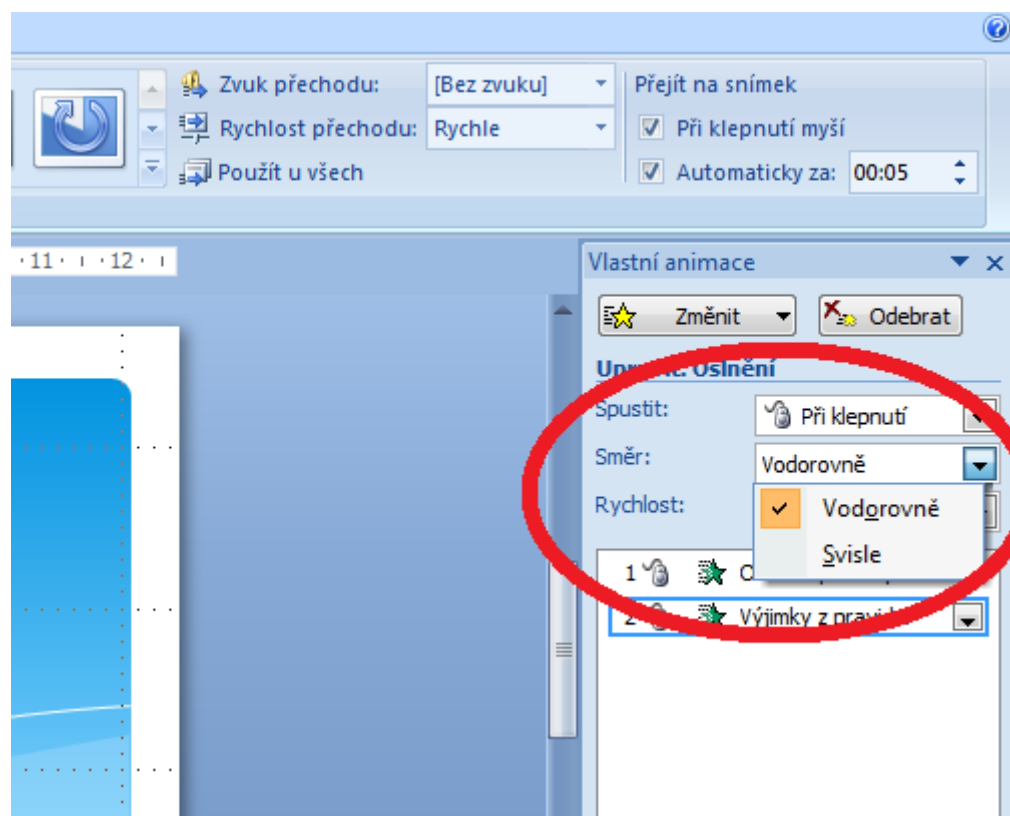 Zvuk přechodu: [Bez zvuku]
Rychlost přechodu: Rychle
Použít u všech
Přejít na snímek
Při klepnutí myší
Automaticky za: 00:05
11 12
Vlastní animace
Změnit Odebrat
Oslnění
Spustit: Při klepnutí
Směr: Vodorovně
Rychlost:
Vodorovně
Svisle
1
2 Výjimky z